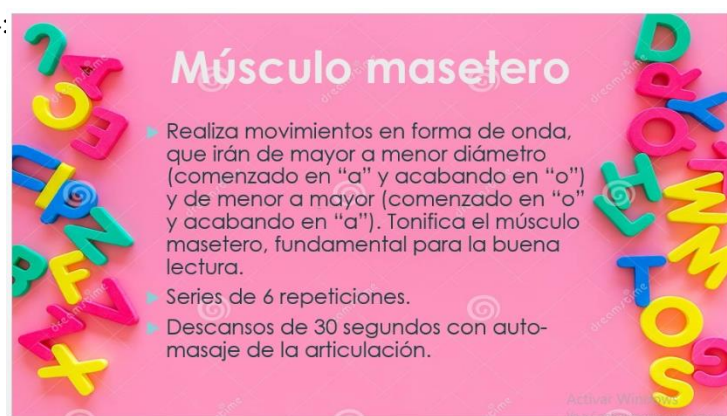 Músculo masetero
Realiza movimientos en forma de onda,
que irán de mayor a menor diámetro
(comenzado en “a” y acabando en “o”)
y de menor a mayor (comenzado en “o”
y acabando en “a”). Tonifica el músculo
masetero, fundamental para la buena
lectura.
Series de 6 repeticiones.
Descansos de 30 segundos con auto-
masaje de la articulación.
Activar Windows